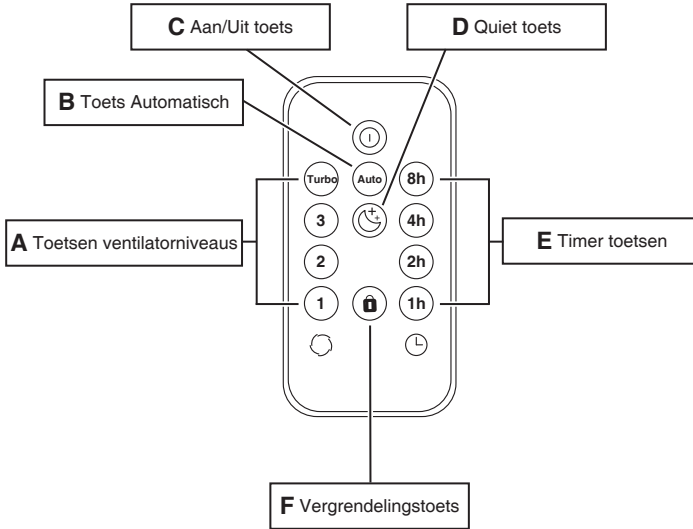 C Aan/Uit toets
D Quiet toets
B Toets Automatisch
Turbo
Auto
8h
3
4h
A Toetsen ventilatorniveaus
E Timer toetsen
2
2h
1
1h
F Vergrendelingstoets